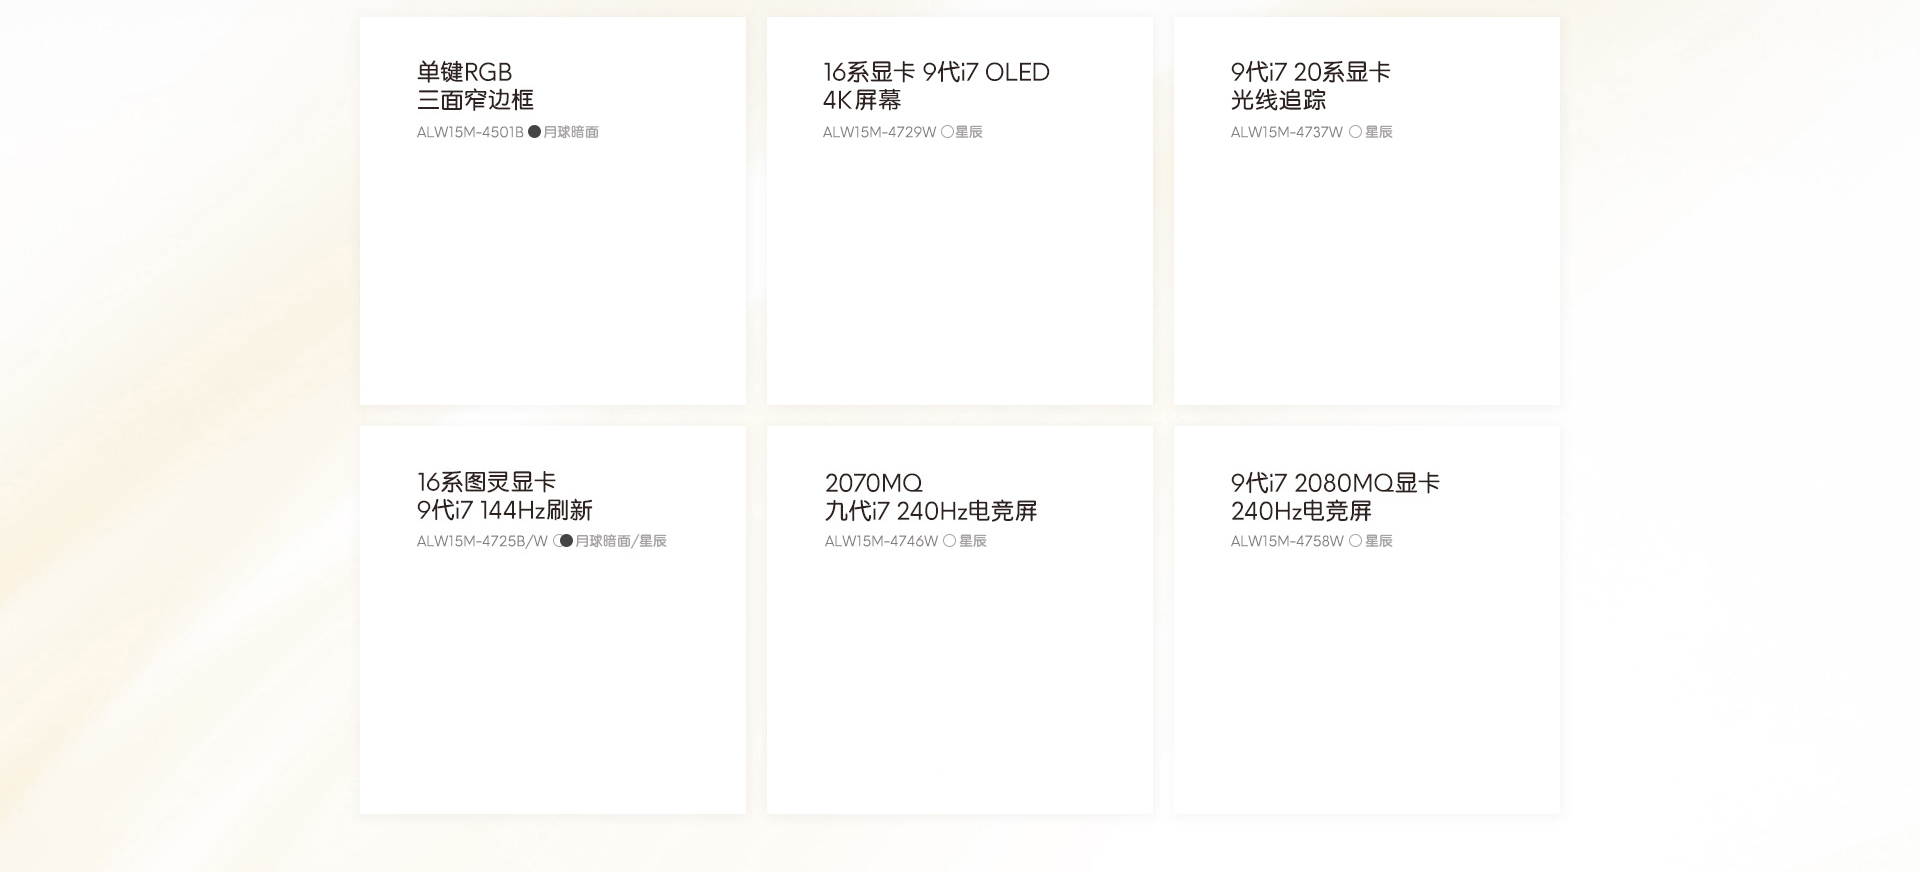 单键RGB
三面窄边框
ALW15M-4501B 月球暗面
16系显卡 9代i7 OLED
4K屏幕
ALW15M-4729W 星辰
9代i7 20系显卡
光线追踪
ALW15M-4737W 星辰
16系图灵显卡
9代i7 144Hz刷新
ALW15M-4725B/W 月球暗面/星辰
2070MQ
九代i7 240Hz电竞屏
ALW15M-4746W 星辰
9代i7 2080MQ显卡
240Hz电竞屏
ALW15M-4758W 星辰